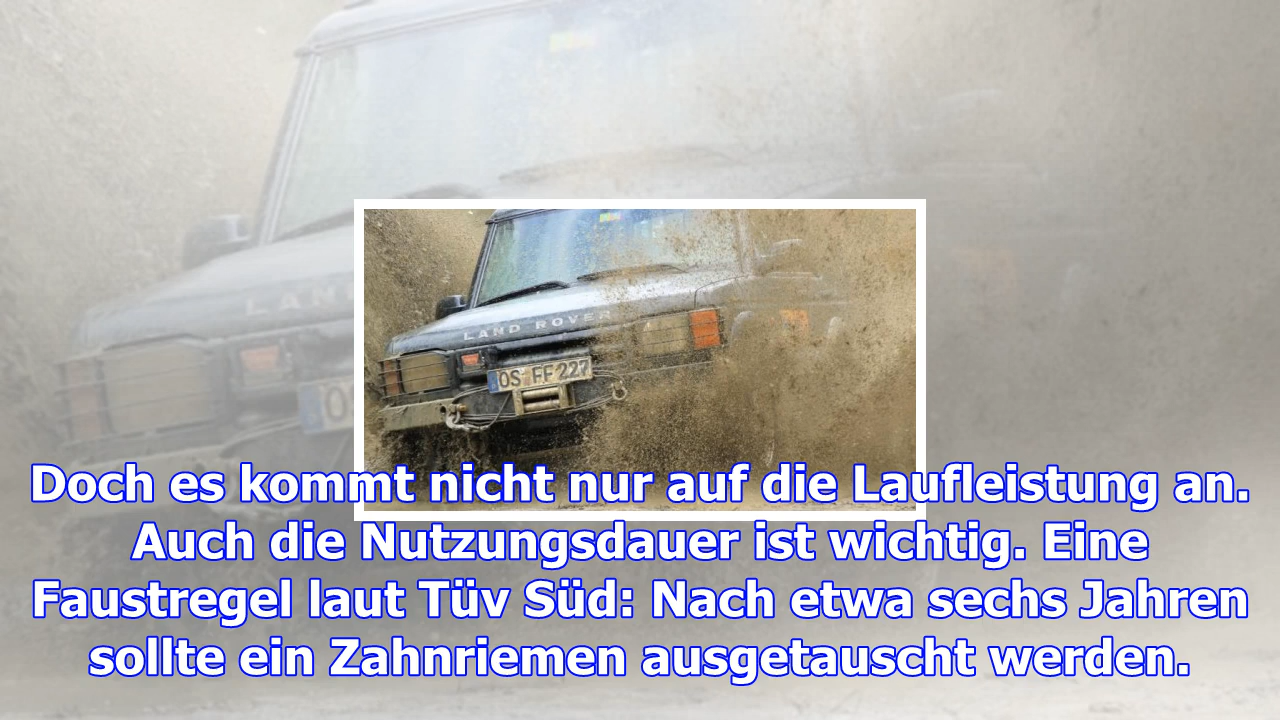 LAND ROVER
OS FF 227
Doch es kommt nicht nur auf die Laufleistung an.
Auch die Nutzungsdauer ist wichtig. Eine
Faustregel laut Tüv Süd: Nach etwa sechs Jahren
sollte ein Zahnriemen ausgetauscht werden.